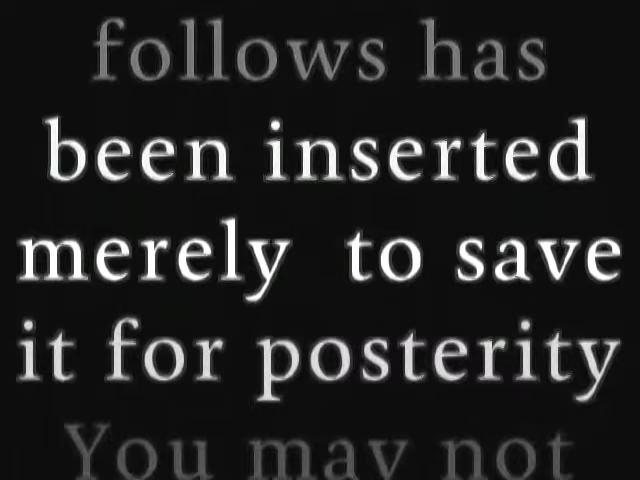 follows has
been inserted
merely to save
it for posterity
You may not